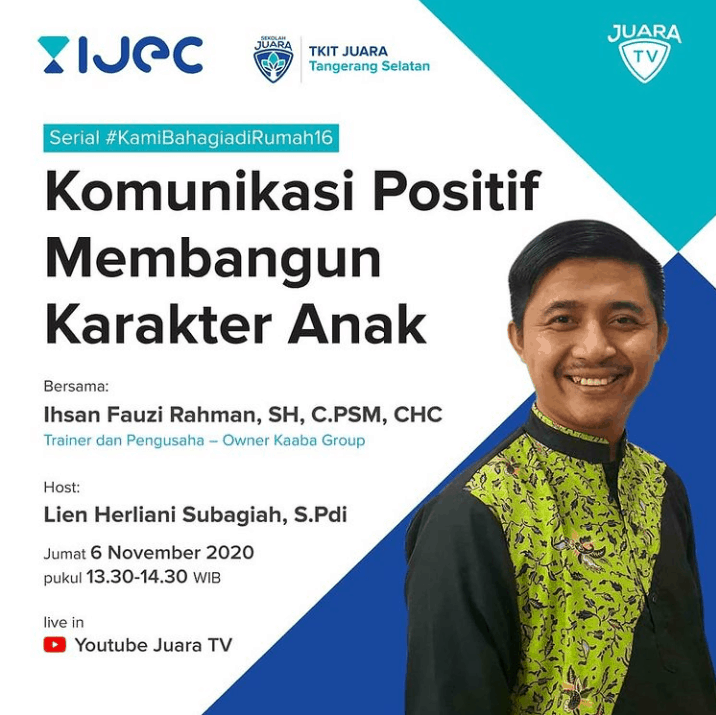 IJEC
SEKOLAH
JUARA
TKIT JUARA
Tangerang Selatan
JUARA
TV
Serial #KamiBahagiadiRumah16
Komunikasi Positif
Membangun
Karakter Anak
Bersama:
Ihsan Fauzi Rahman, SH, C.PSM, CHC
Trainer dan Pengusaha – Owner Kaaba Group
Host:
Lien Herliani Subagiah, S.Pdi
Jumat 6 November 2020
pukul 13.30-14.30 WIB
live in
Youtube Juara TV